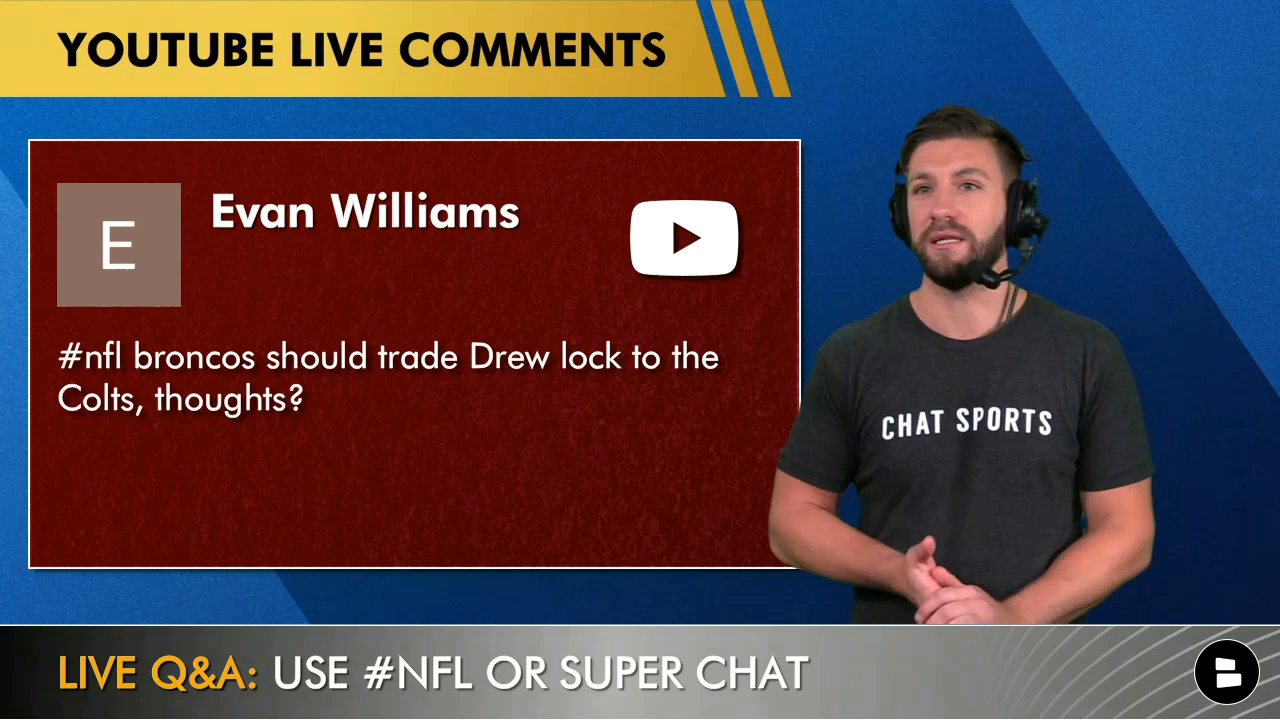 YOUTUBE LIVE COMMENTS
E
Evan Williams
#nfl broncos should trade Drew lock to the
Colts, thoughts?
CHAT SPORTS
LIVE Q&A: USE #NFL OR SUPER CHAT